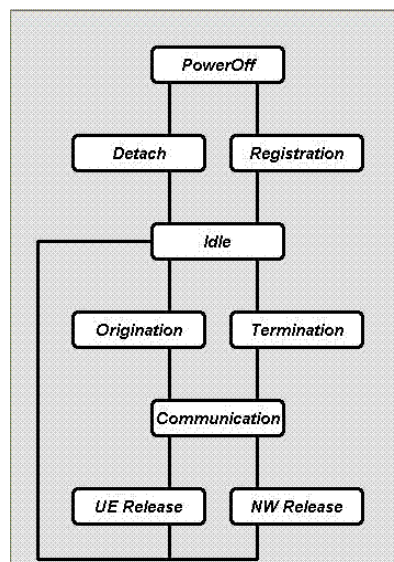 PowerOff
Detach
Registration
Idle
Origination
Termination
Communication
UE Release
NW Release